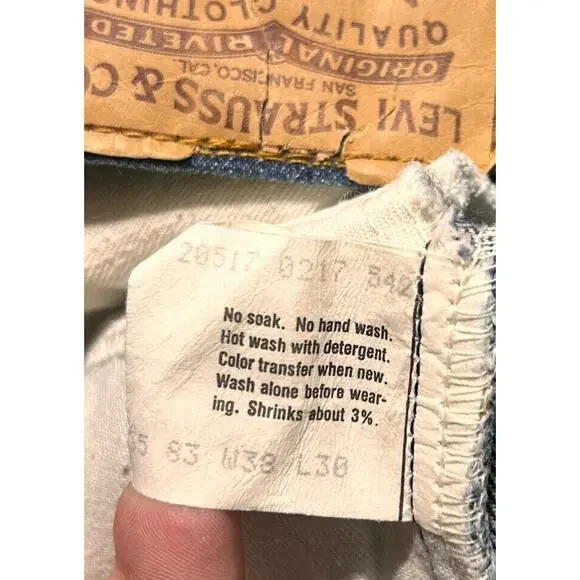 QUALITY CLOTHING
ORIGINAL RIVETED
SAN FRANCISCO, CAL.
LEVI STRAUSS & CO
20517 0217 542
No soak. No hand wash.
Hot wash with detergent.
Color transfer when new.
Wash alone before wear-
ing. Shrinks about 3%.
83 W38 L30